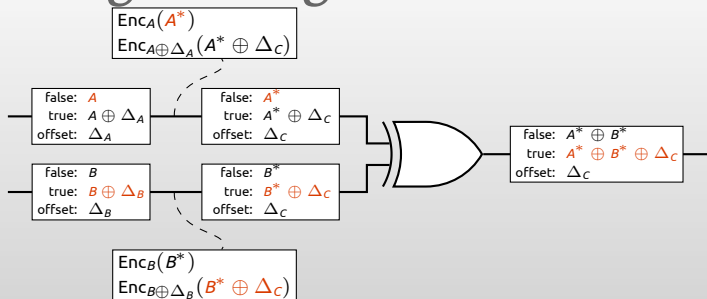 Enc_A(A*)
Enc_{A⊕Δ_A}(A* ⊕ Δ_C)
false: A
true: A ⊕ Δ_A
offset: Δ_A
false: A*
true: A* ⊕ Δ_C
offset: Δ_C
false: B
true: B ⊕ Δ_B
offset: Δ_B
false: B*
true: B* ⊕ Δ_C
offset: Δ_C
false: A* ⊕ B*
true: A* ⊕ B* ⊕ Δ_C
offset: Δ_C
Enc_B(B*)
Enc_{B⊕Δ_B}(B* ⊕ Δ_C)